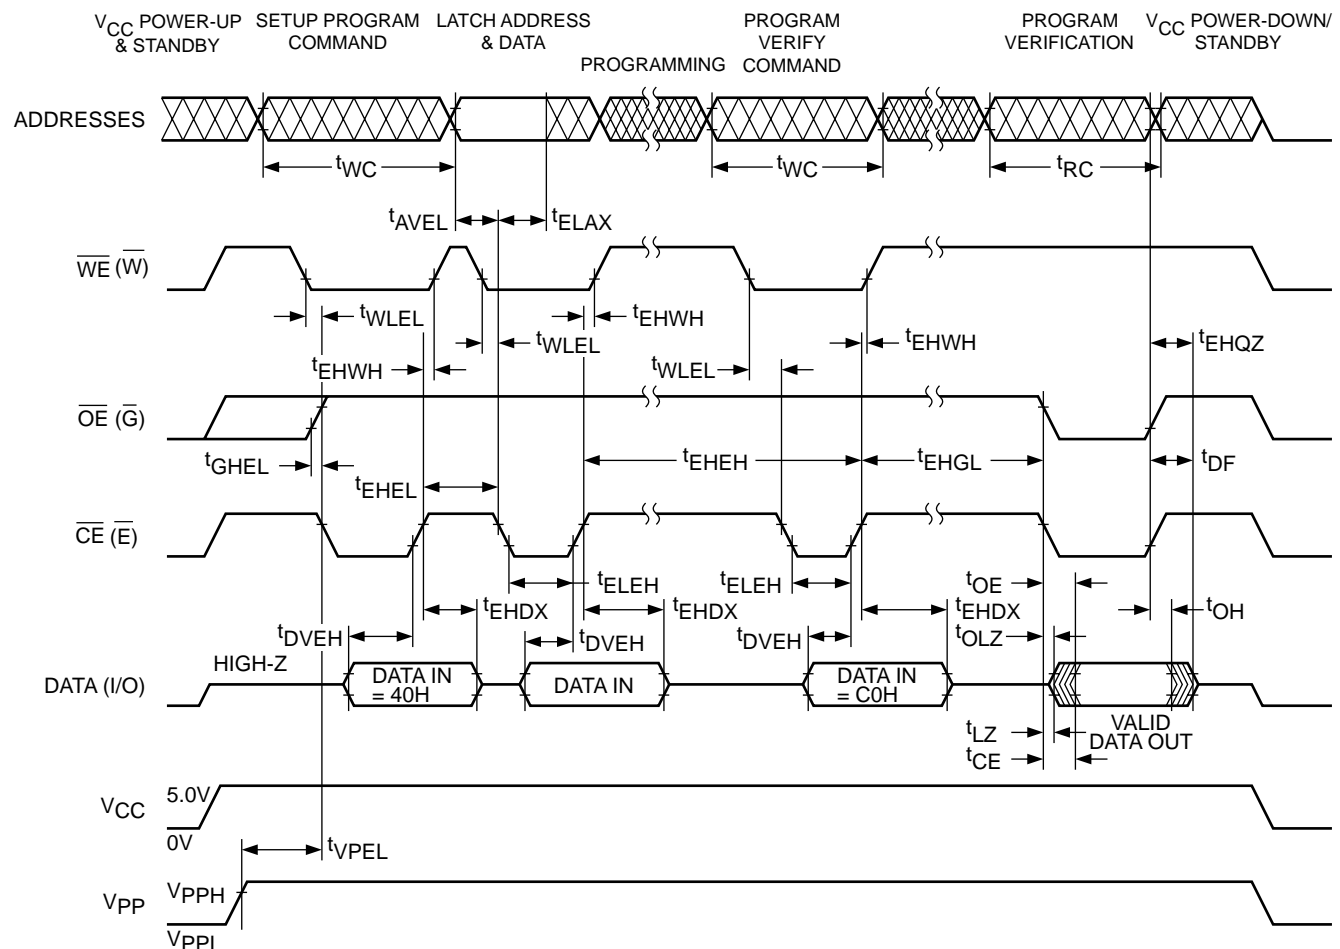 VCC POWER-UP & STANDBY
SETUP PROGRAM COMMAND
LATCH ADDRESS & DATA
PROGRAMMING
PROGRAM VERIFY COMMAND
PROGRAM VERIFICATION
VCC POWER-DOWN/ STANDBY
ADDRESSES
tWC
tWC
tRC
tAVEL
tELAX
WE (W)
tWLEL
tEHWH
tWLEL
tEHWH
tWLEL
tEHWH
tEHQZ
OE (G)
tGHEL
tEHEL
tEHEH
tEHGL
tDF
CE (E)
tELEH
tELEH
tOE
tEHDX
tEHDX
tEHDX
tOH
tDVEH
tDVEH
tDVEH
tOLZ
HIGH-Z
DATA (I/O)
DATA IN = 40H
DATA IN
DATA IN = C0H
VALID DATA OUT
tLZ
tCE
VCC
5.0V
0V
tVPEL
VPP
VPPH
VPPL